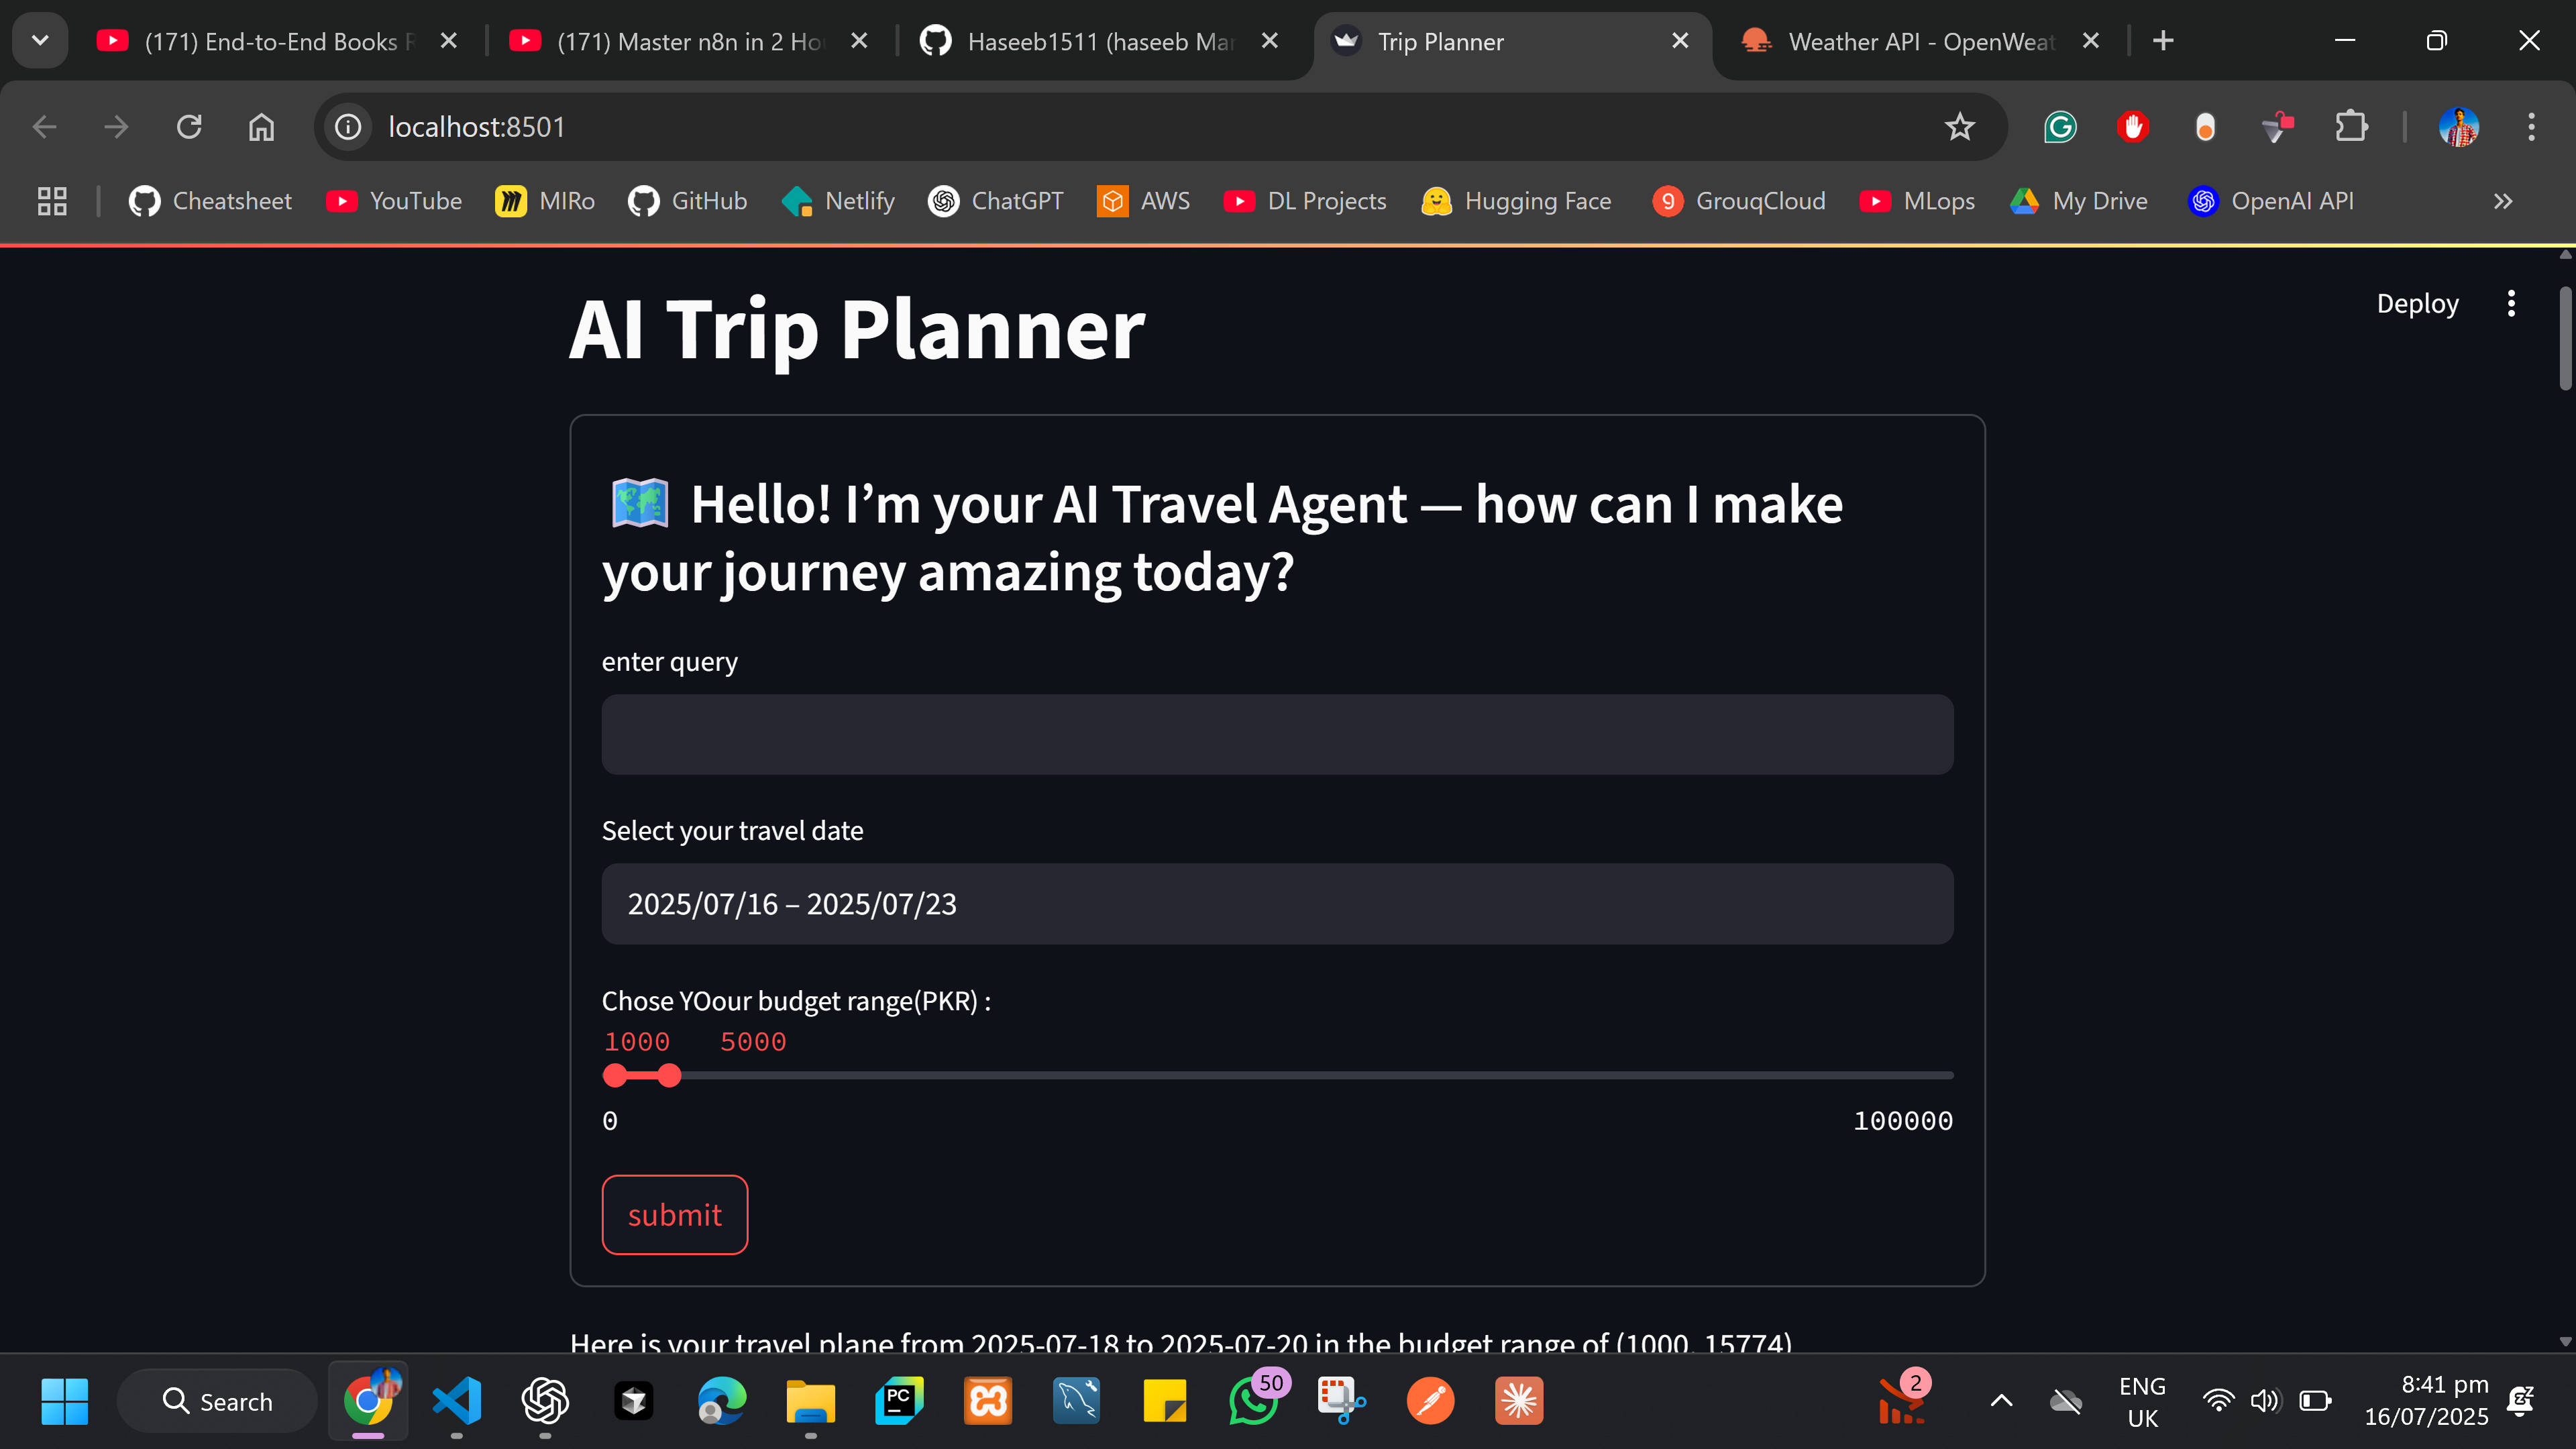 (171) End-to-End Books R
(171) Master n8n in 2 Hou
Haseeb1511 (haseeb Mar
Trip Planner
Weather API - OpenWeat
localhost:8501
Cheatsheet
YouTube
MIRo
GitHub
Netlify
ChatGPT
AWS
DL Projects
Hugging Face
GrouqCloud
MLops
My Drive
OpenAI API
Deploy
AI Trip Planner
Hello! I’m your AI Travel Agent — how can I make
your journey amazing today?
enter query
Select your travel date
2025/07/16 – 2025/07/23
Chose YOour budget range(PKR) :
1000 5000
0 100000
submit
Here is your travel plane from 2025-07-18 to 2025-07-20 in the budget range of (1000, 15774)
Search
PC
50
2
ENG
UK
8:41 pm
16/07/2025